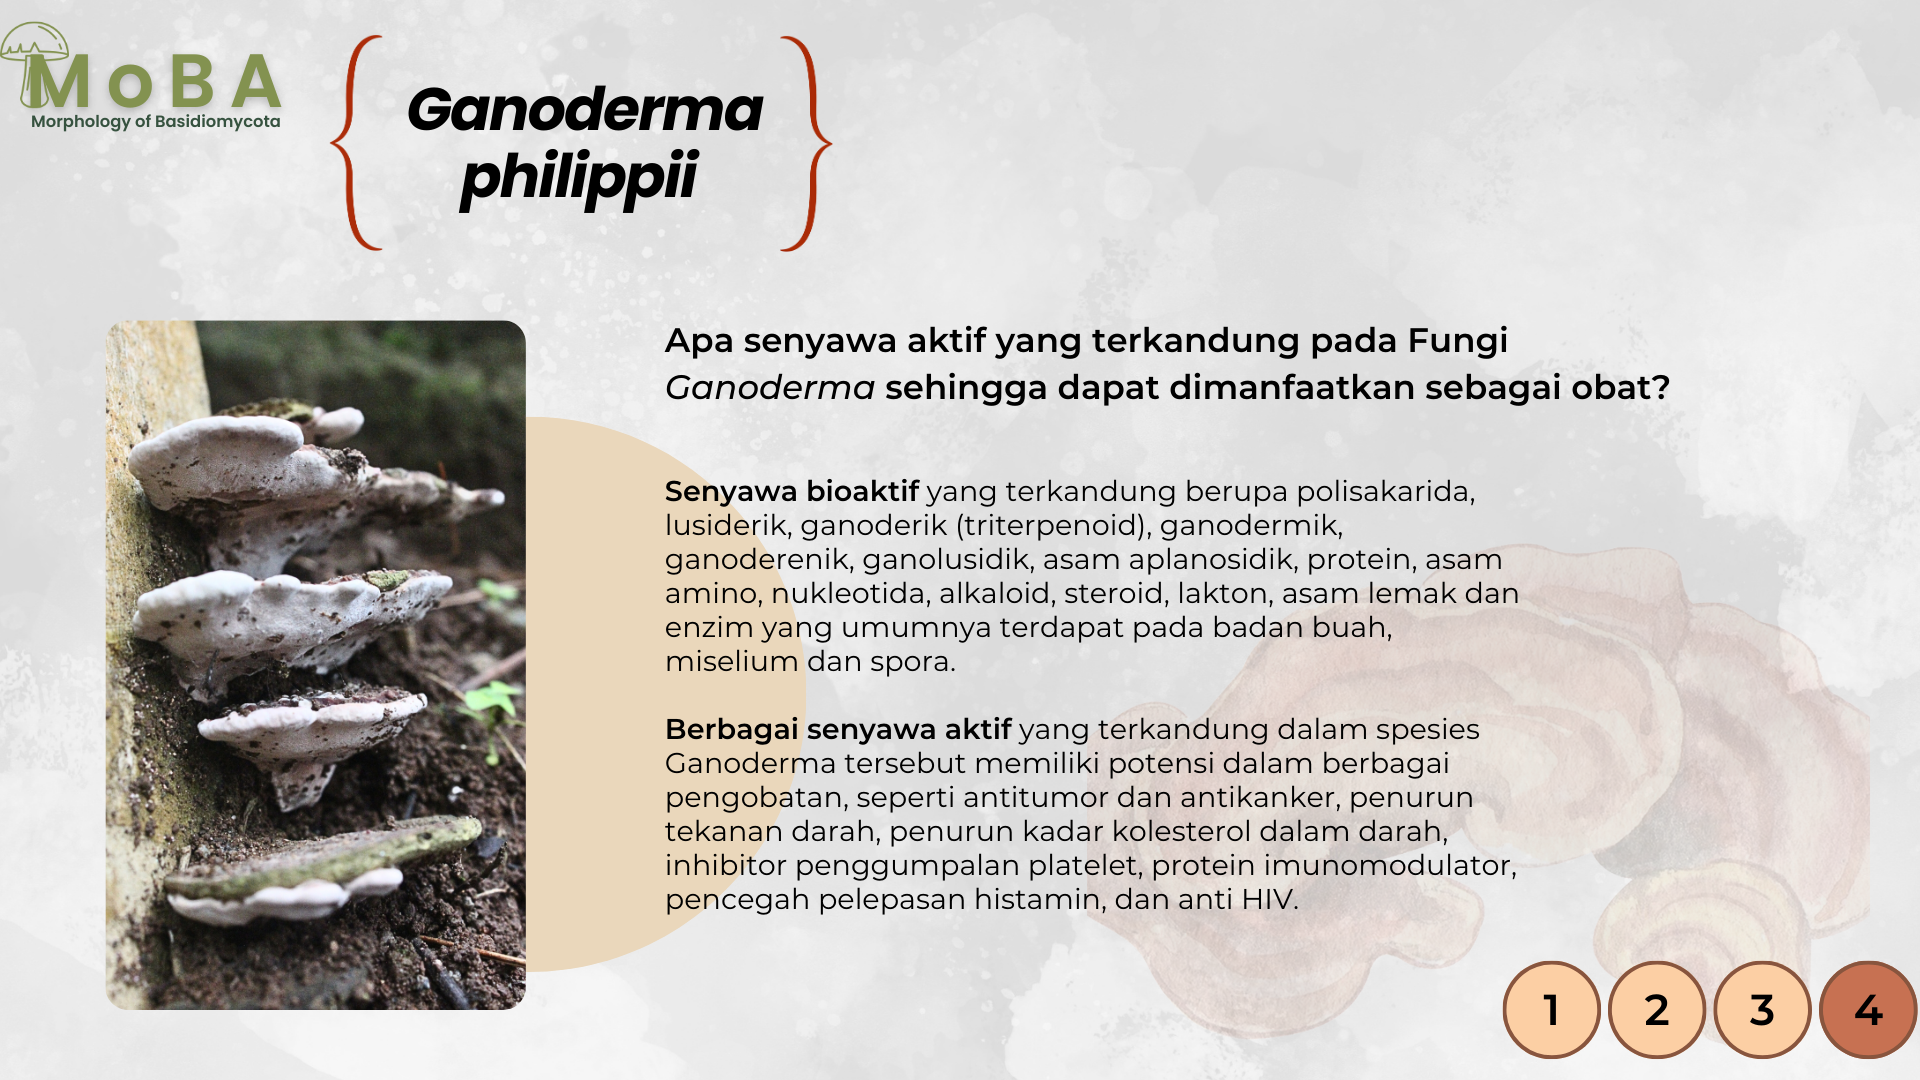 MoBA
Morphology of Basidiomycota
Ganoderma
philippii
Apa senyawa aktif yang terkandung pada Fungi
Ganoderma sehingga dapat dimanfaatkan sebagai obat?
Senyawa bioaktif yang terkandung berupa polisakarida,
lusiderik, ganoderik (triterpenoid), ganodermik,
ganoderenik, ganolusidik, asam aplanosidik, protein, asam
amino, nukleotida, alkaloid, steroid, lakton, asam lemak dan
enzim yang umumnya terdapat pada badan buah,
miselium dan spora.
Berbagai senyawa aktif yang terkandung dalam spesies
Ganoderma tersebut memiliki potensi dalam berbagai
pengobatan, seperti antitumor dan antikanker, penurun
tekanan darah, penurun kadar kolesterol dalam darah,
inhibitor penggumpalan platelet, protein imunomodulator,
pencegah pelepasan histamin, dan anti HIV.
1 2 3 4